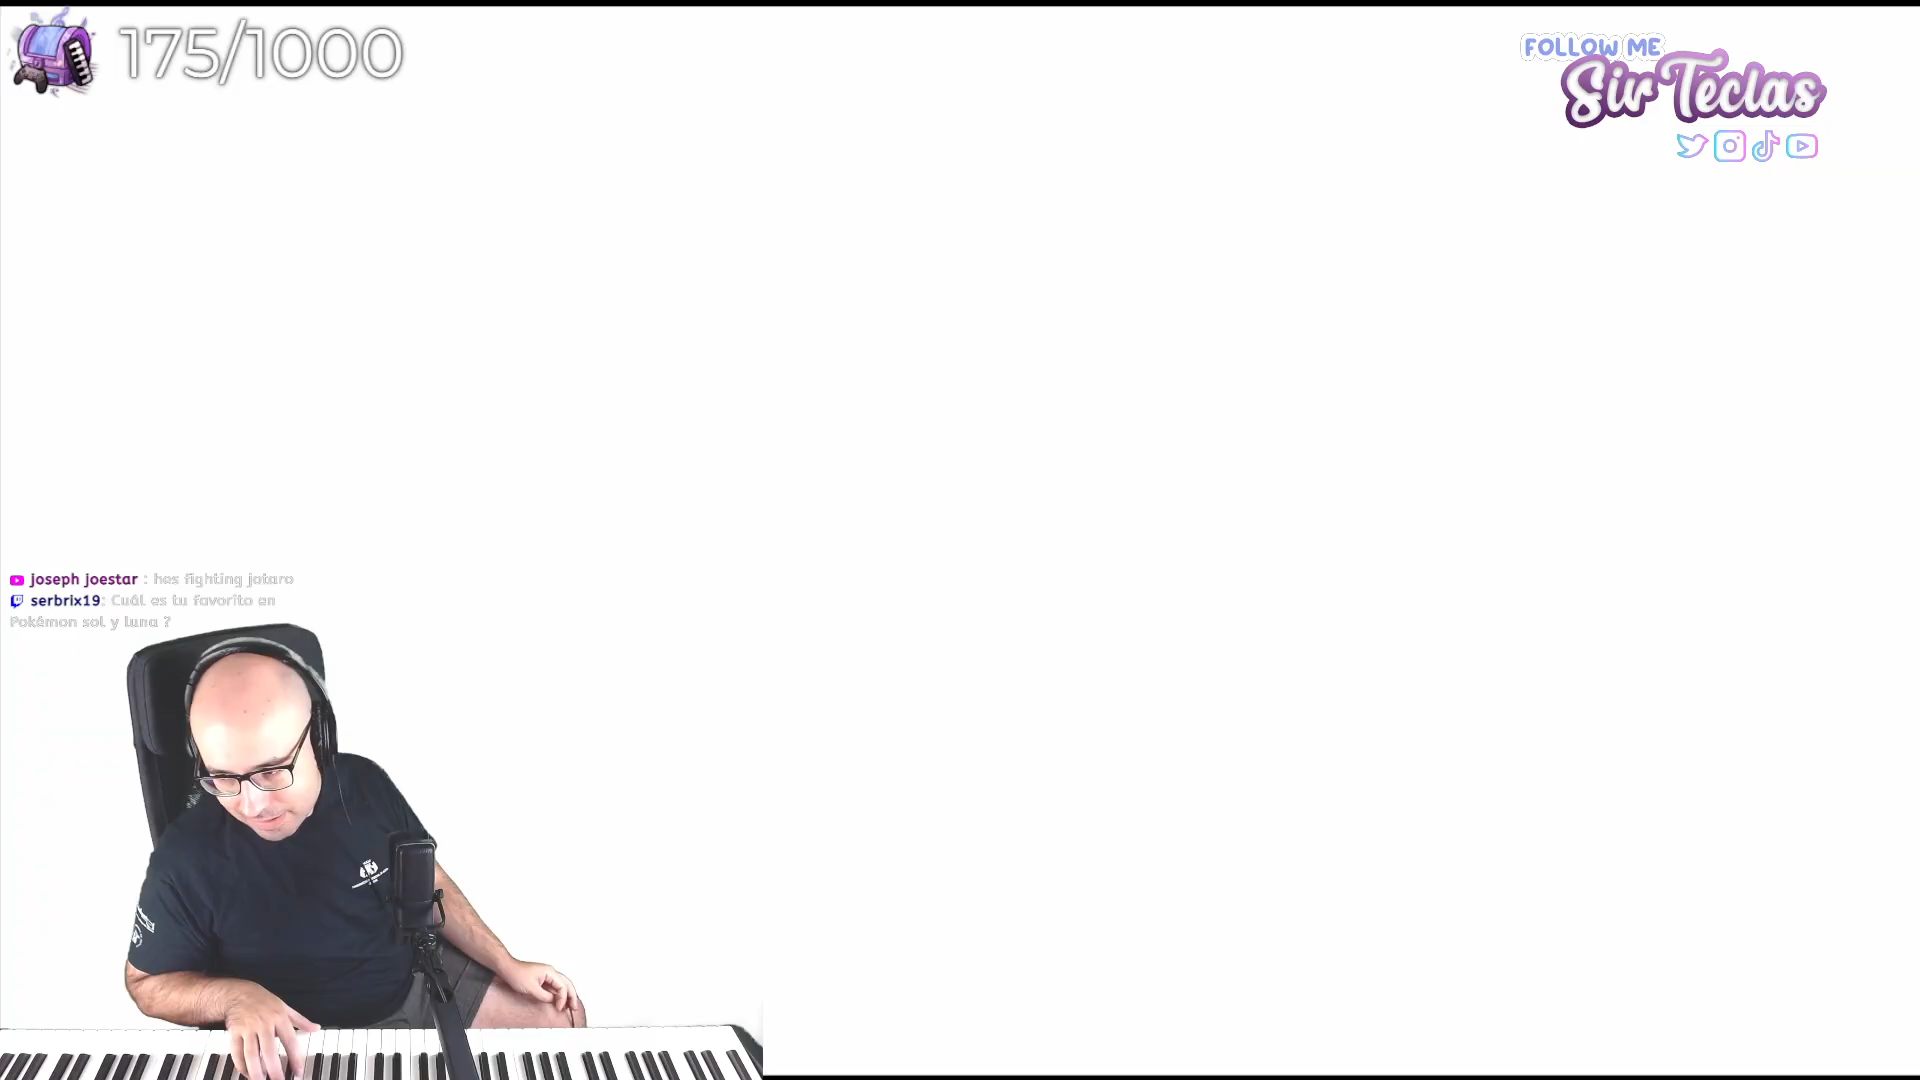 175/1000
FOLLOW ME
Sir Teclas
joseph joestar : hes fighting jotaro
serbrix19: Cuál es tu favorito en
Pokémon sol y luna ?